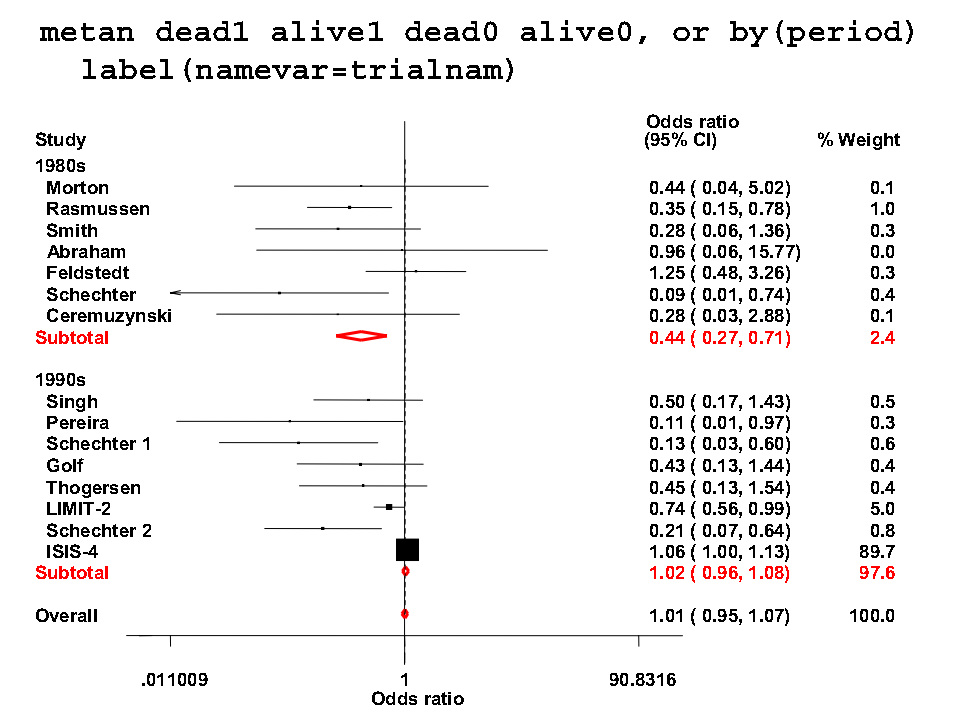 metan dead1 alive1 dead0 alive0, or by(period)
label(namevar=trialnam)
Odds ratio
Study (95% CI) % Weight
1980s
Morton 0.44 ( 0.04, 5.02) 0.1
Rasmussen 0.35 ( 0.15, 0.78) 1.0
Smith 0.28 ( 0.06, 1.36) 0.3
Abraham 0.96 ( 0.06, 15.77) 0.0
Feldstedt 1.25 ( 0.48, 3.26) 0.3
Schechter 0.09 ( 0.01, 0.74) 0.4
Ceremuzynski 0.28 ( 0.03, 2.88) 0.1
Subtotal 0.44 ( 0.27, 0.71) 2.4
1990s
Singh 0.50 ( 0.17, 1.43) 0.5
Pereira 0.11 ( 0.01, 0.97) 0.3
Schechter 1 0.13 ( 0.03, 0.60) 0.6
Golf 0.43 ( 0.13, 1.44) 0.4
Thogersen 0.45 ( 0.13, 1.54) 0.4
LIMIT-2 0.74 ( 0.56, 0.99) 5.0
Schechter 2 0.21 ( 0.07, 0.64) 0.8
ISIS-4 1.06 ( 1.00, 1.13) 89.7
Subtotal 1.02 ( 0.96, 1.08) 97.6
Overall 1.01 ( 0.95, 1.07) 100.0
.011009 1 90.8316
Odds ratio